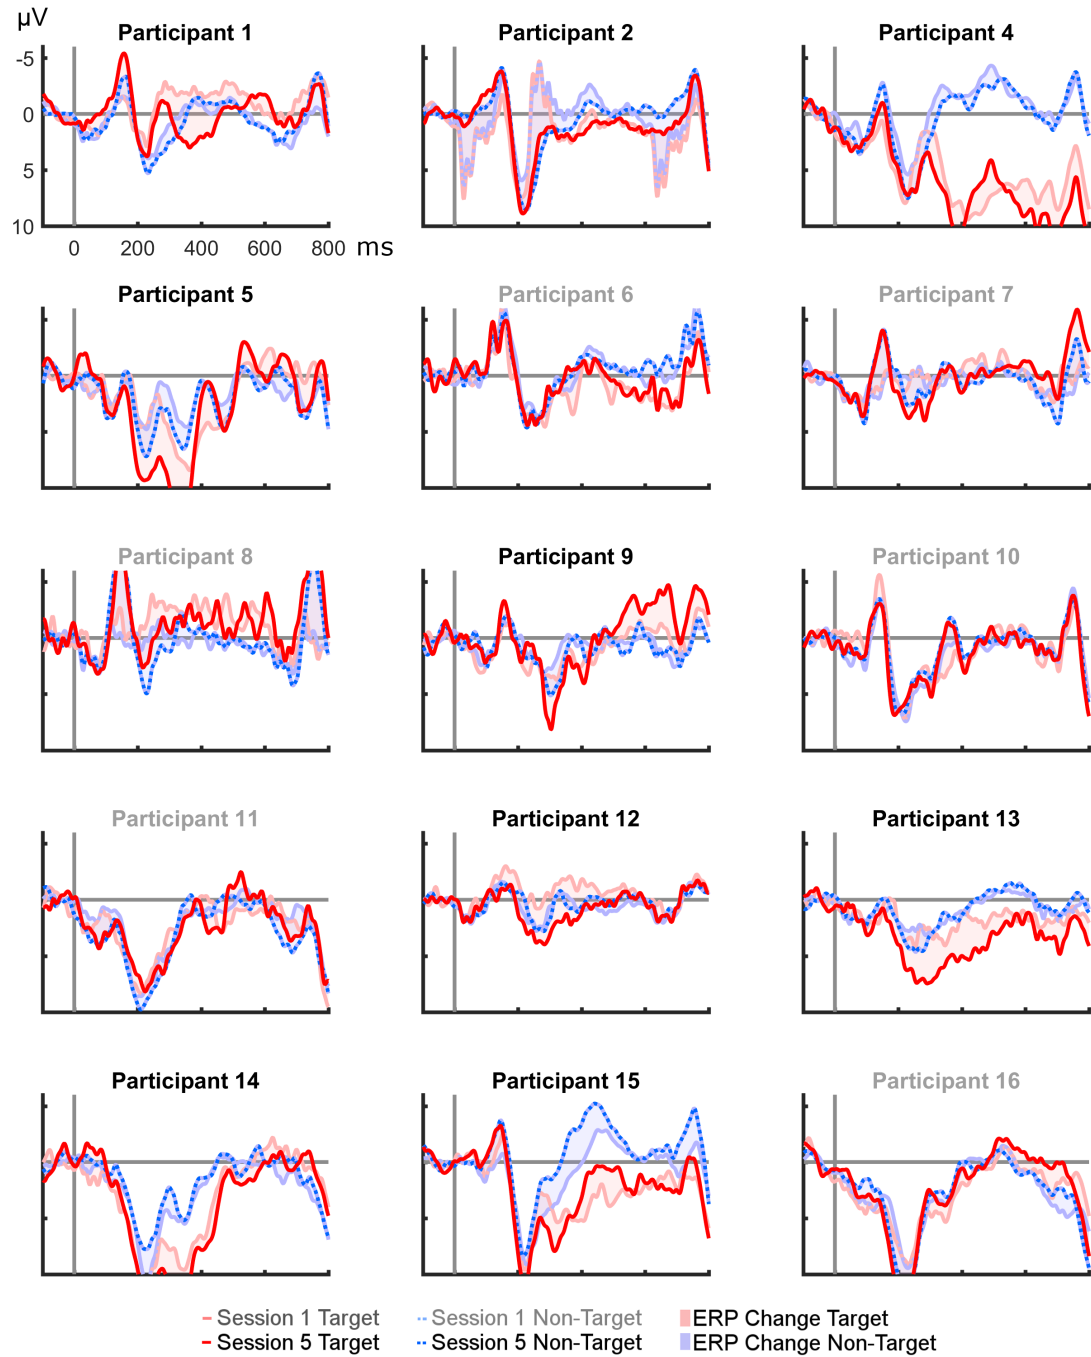 µV
Participant 1 Participant 2 Participant 4
-5
0
5
10
0 200 400 600 800 ms
Participant 5 Participant 6 Participant 7
Participant 8 Participant 9 Participant 10
Participant 11 Participant 12 Participant 13
Participant 14 Participant 15 Participant 16
Session 1 Target Session 1 Non-Target ERP Change Target
Session 5 Target Session 5 Non-Target ERP Change Non-Target